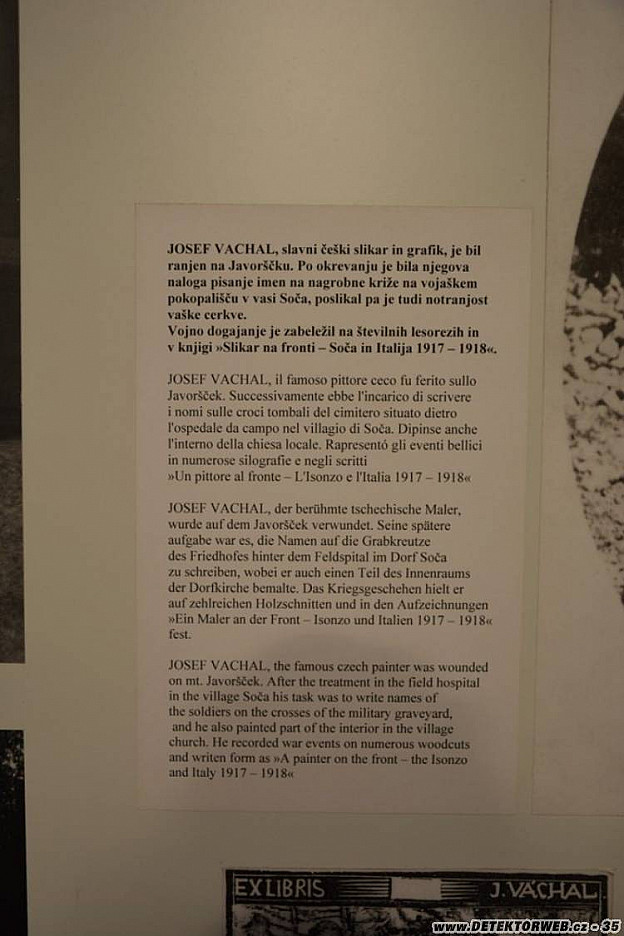 JOSEF VACHAL, slavni češki slikar in grafik, je bil
ranjen na Javorščku. Po okrevanju je bila njegova
naloga pisanje imen na nagrobne križe na vojaškem
pokopališču v vasi Soča, poslikal pa je tudi notranjost
vaške cerkve.
Vojno dogajanje je zabeležil na številnih lesorezih in
v knjigi »Slikar na fronti – Soča in Italija 1917 – 1918«.
JOSEF VACHAL, il famoso pittore ceco fu ferito sullo
Javoršček. Successivamente ebbe l'incarico di scrivere
i nomi sulle croci tombali del cimitero situato dietro
l'ospedale da campo nel villagio di Soča. Dipinse anche
l'interno della chiesa locale. Rapresentó gli eventi bellici
in numerose silografie e negli scritti
»Un pittore al fronte – L'Isonzo e l'Italia 1917 – 1918«
JOSEF VACHAL, der berühmte tschechische Maler,
wurde auf dem Javoršček verwundet. Seine spätere
aufgabe war es, die Namen auf die Grabkreutze
des Friedhofes hinter dem Feldspital im Dorf Soča
zu schreiben, wobei er auch einen Teil des Innenraums
der Dorfkirche bemalte. Das Kriegsgeschehen hielt er
auf zehlreichen Holzschnitten und in den Aufzeichnungen
»Ein Maler an der Front – Isonzo und Italien 1917 – 1918«
fest.
JOSEF VACHAL, the famous czech painter was wounded
on mt. Javoršček. After the treatment in the field hospital
in the village Soča his task was to write names of
the soldiers on the crosses of the military graveyard,
and he also painted part of the interior in the village
church. He recorded war events on numerous woodcuts
and writen form as »A painter on the front – the Isonzo
and Italy 1917 – 1918«
EXLIBRIS J. VÁCHAL
www.DETEKTORWEB.cz - 35